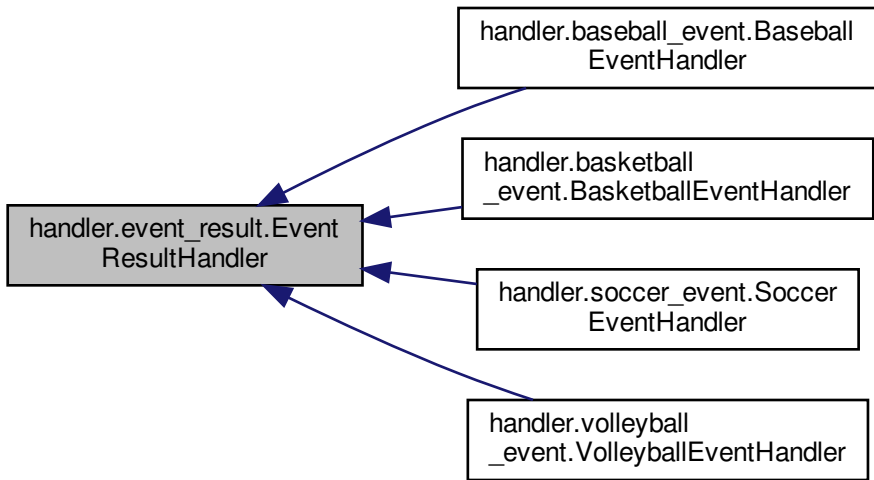 handler.baseball_event.Baseball
EventHandler
handler.basketball
_event.BasketballEventHandler
handler.event_result.Event
ResultHandler
handler.soccer_event.Soccer
EventHandler
handler.volleyball
_event.VolleyballEventHandler